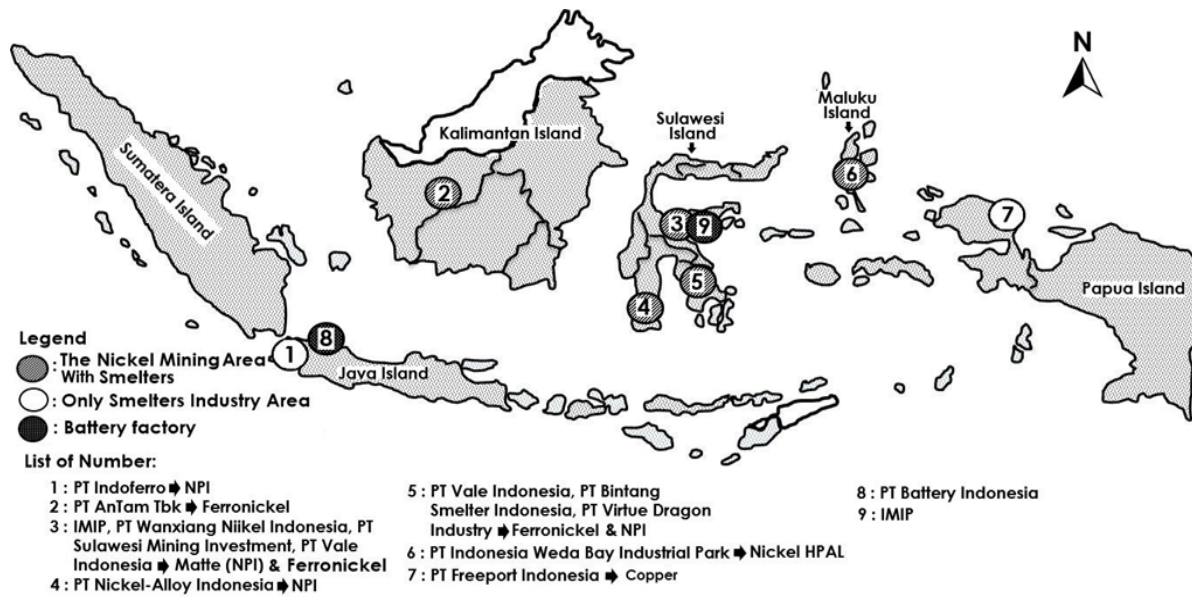 N
Maluku
Island
Sulawesi
Island
Kalimantan Island
Sumatera Island
2
6
3
9
7
5
4
Papua Island
8
1
Java Island
Legend
: The Nickel Mining Area
With Smelters
: Only Smelters Industry Area
: Battery factory
List of Number:
1 : PT Indoferro ➧ NPI
2 : PT AnTam Tbk ➧ Ferronickel
3 : IMIP, PT Wanxiang Niikel Indonesia, PT
Sulawesi Mining Investment, PT Vale
Indonesia ➧ Matte (NPI) & Ferronickel
4 : PT Nickel-Alloy Indonesia ➧ NPI
5 : PT Vale Indonesia, PT Bintang
Smelter Indonesia, PT Virtue Dragon
Industry ➧ Ferronickel & NPI
6 : PT Indonesia Weda Bay Industrial Park ➧ Nickel HPAL
7 : PT Freeport Indonesia ➧ Copper
8 : PT Battery Indonesia
9 : IMIP